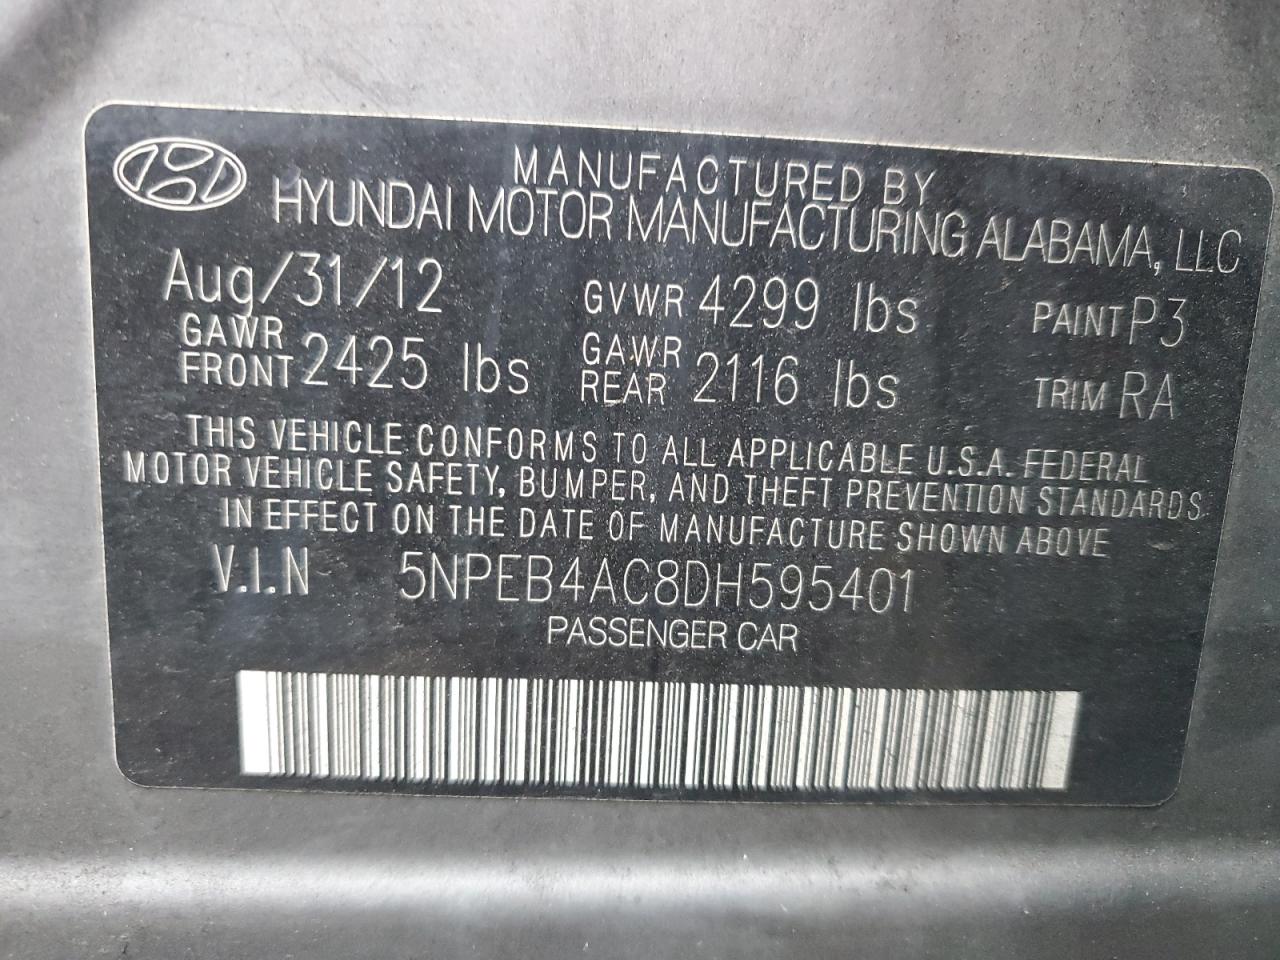 MANUFACTURED BY
HYUNDAI MOTOR MANUFACTURING ALABAMA, LLC
Aug/31/12 GVWR 4299 lbs PAINT P3
GAWR FRONT 2425 lbs GAWR REAR 2116 lbs TRIM RA
THIS VEHICLE CONFORMS TO ALL APPLICABLE U.S.A. FEDERAL
MOTOR VEHICLE SAFETY, BUMPER, AND THEFT PREVENTION STANDARDS
IN EFFECT ON THE DATE OF MANUFACTURE SHOWN ABOVE
V.I.N 5NPEB4AC8DH595401
PASSENGER CAR